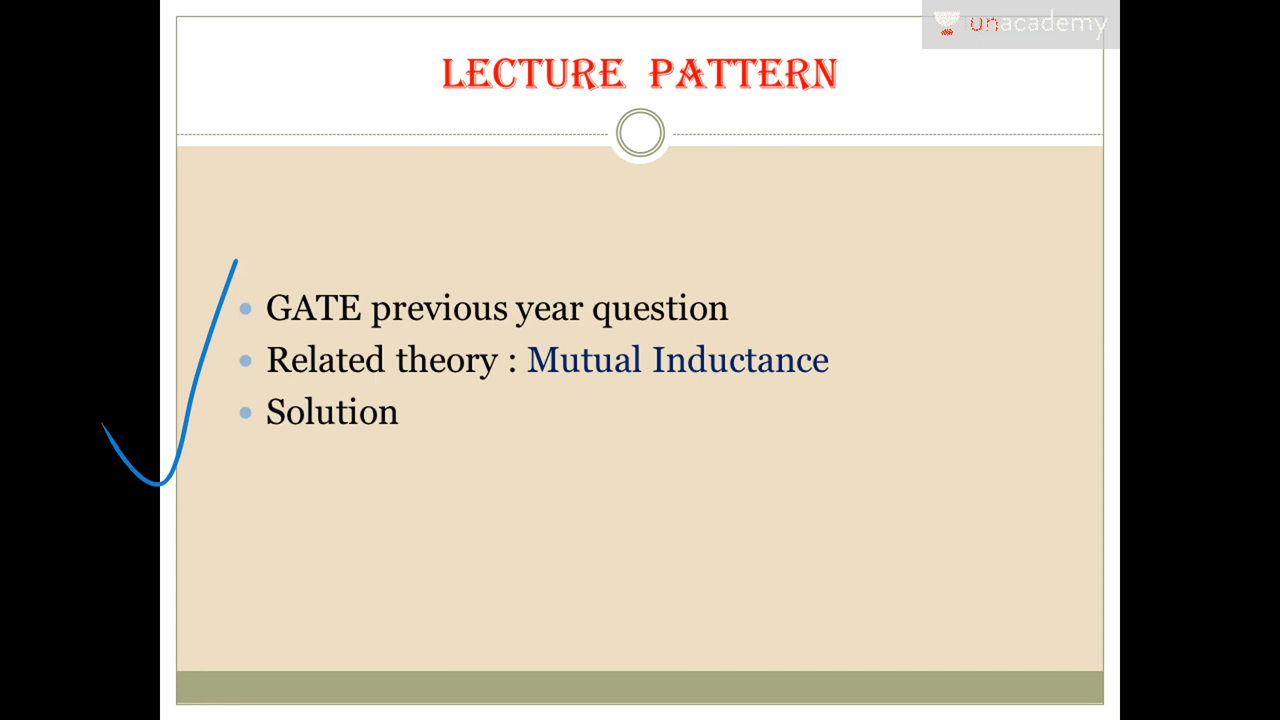 unacademy
LECTURE PATTERN
GATE previous year question
Related theory : Mutual Inductance
Solution